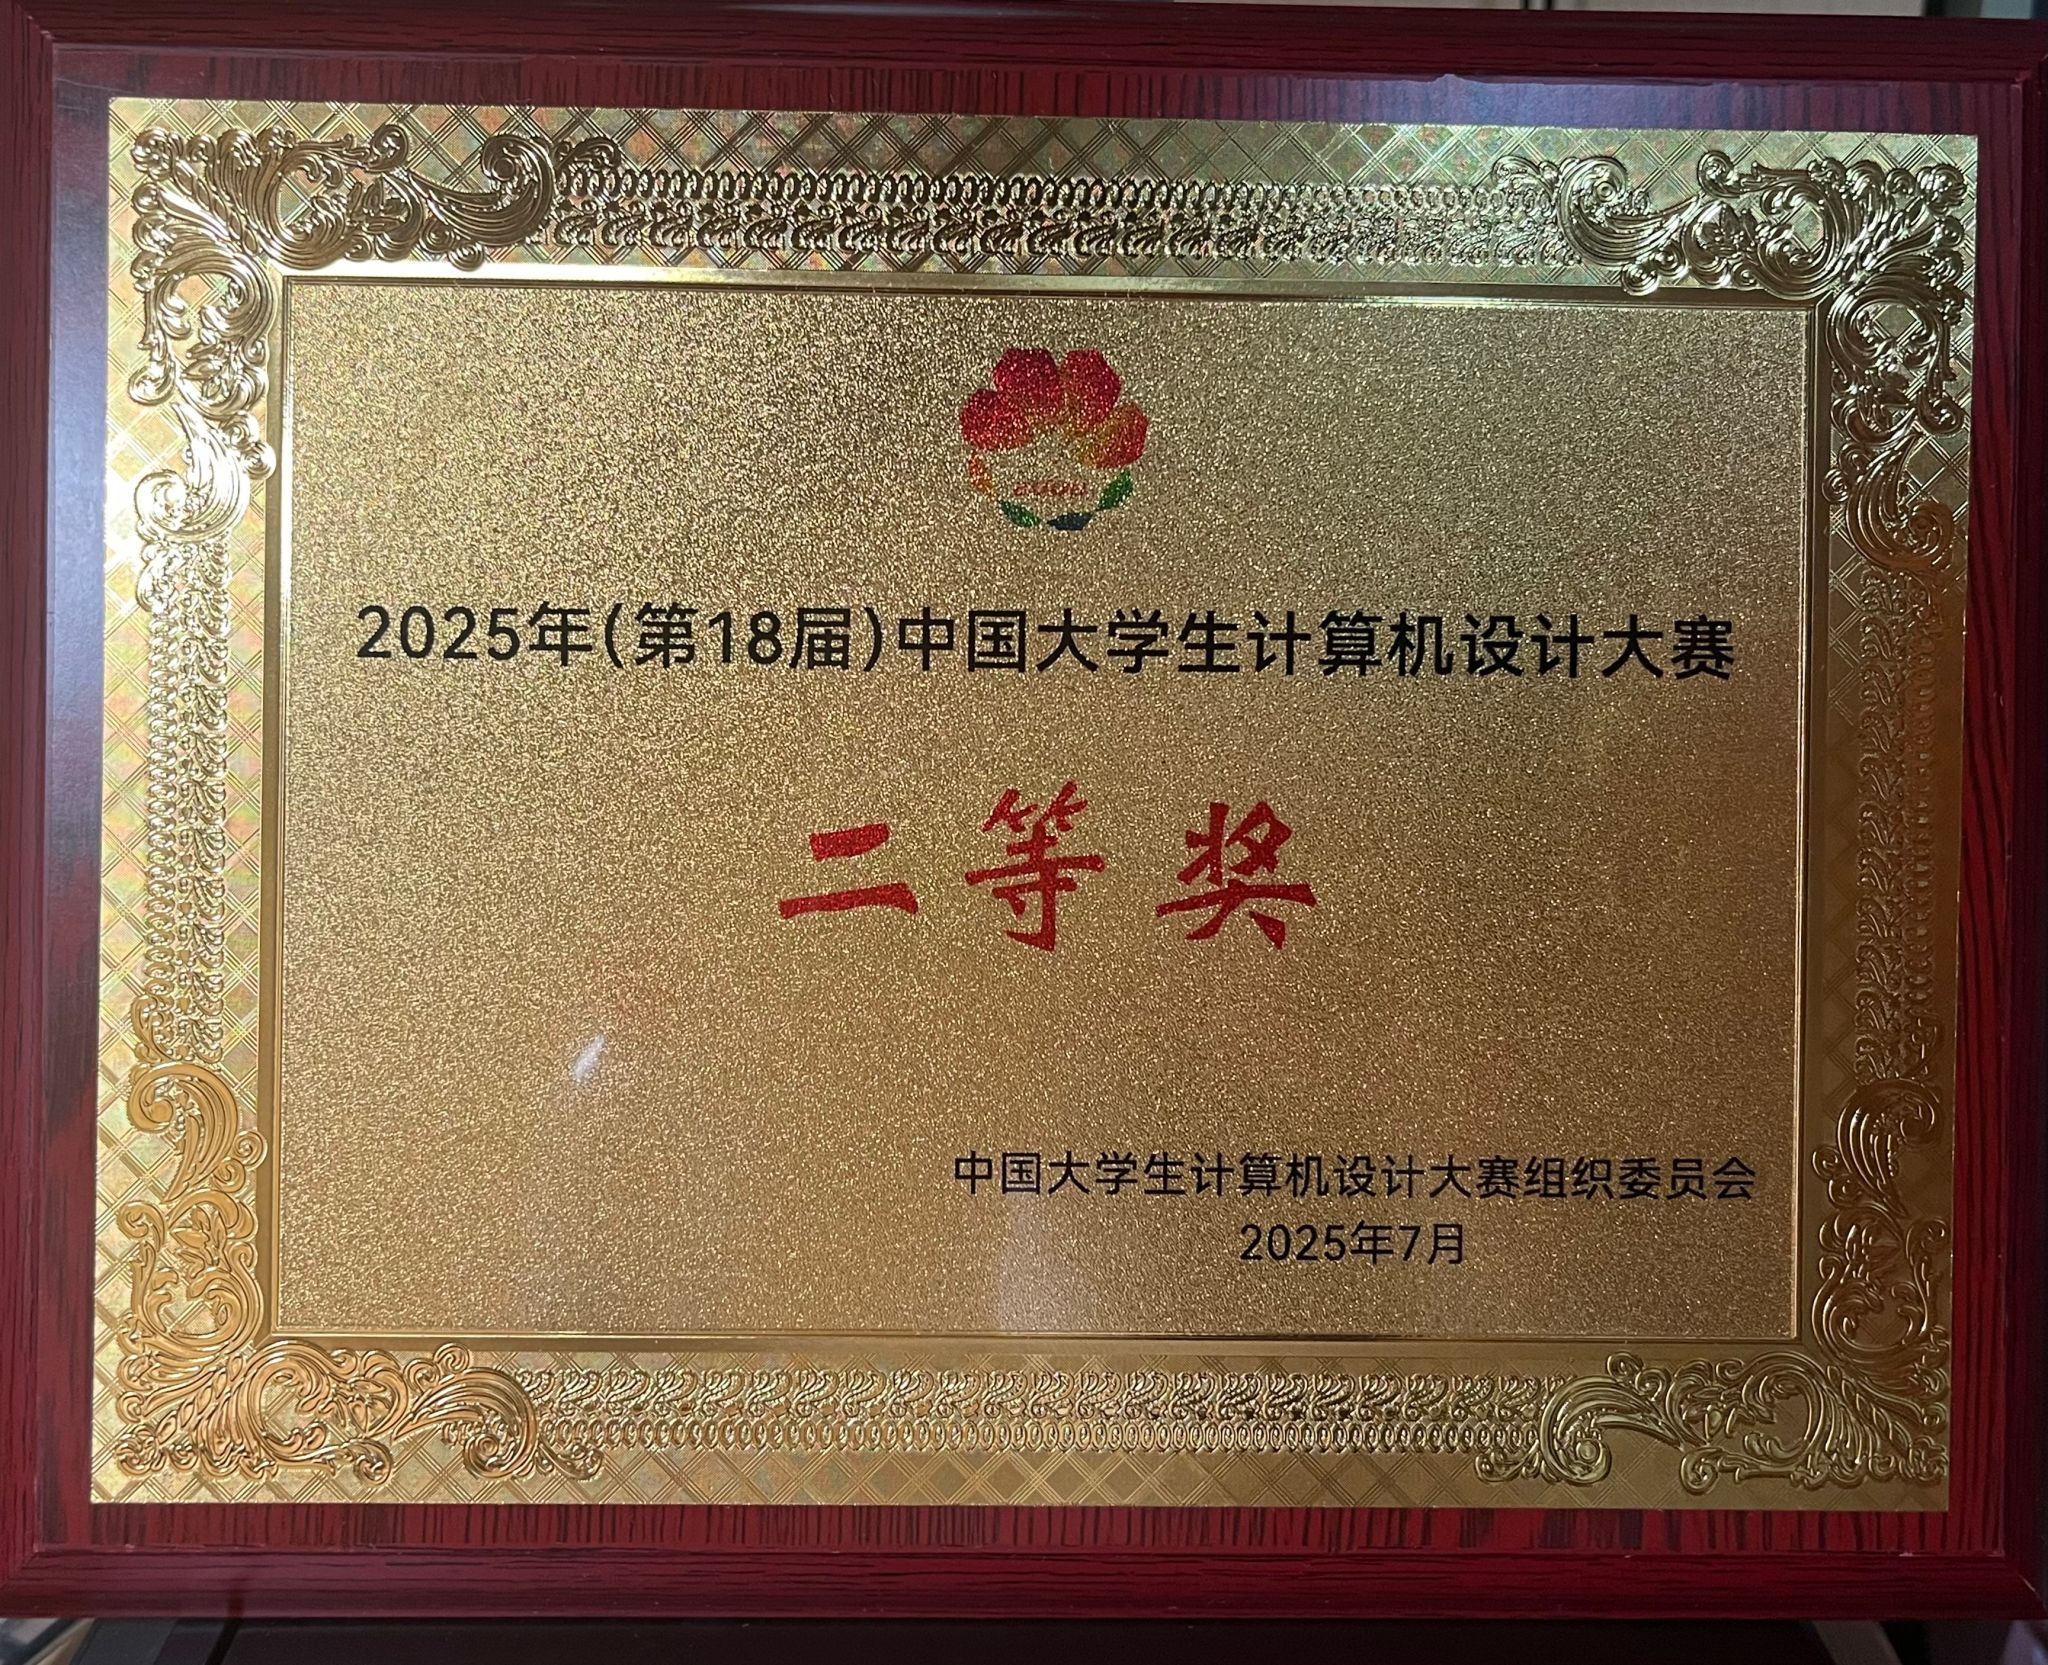 2008
2025年(第18届)中国大学生计算机设计大赛
二等奖
中国大学生计算机设计大赛组织委员会
2025年7月